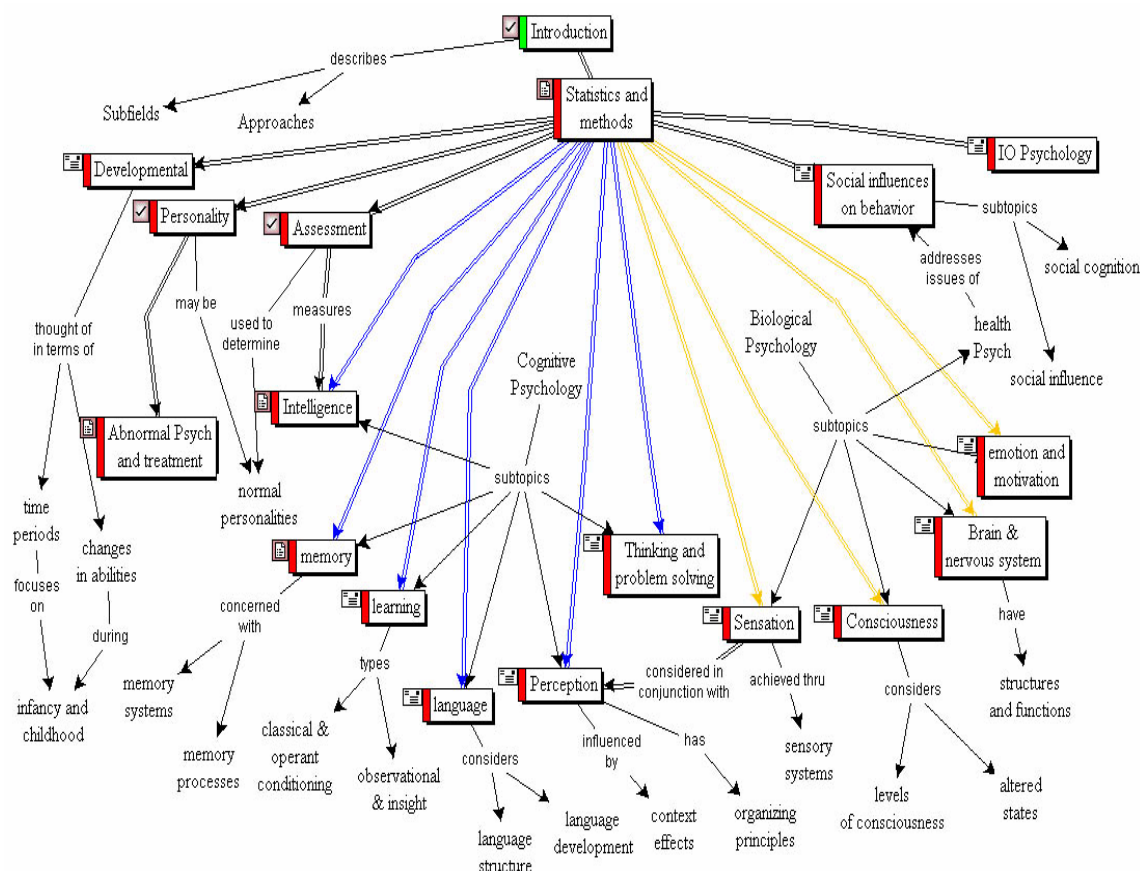 Introduction
describes
Subfields
Approaches
Statistics and
methods
Developmental
Personality
Assessment
Social influences
on behavior
IO Psychology
subtopics
social cognition
addresses
issues of
health
Psych
social influence
may be
used to
determine
measures
thought of
in terms of
Cognitive
Psychology
Biological
Psychology
Intelligence
Abnormal Psych
and treatment
subtopics
subtopics
emotion and
motivation
normal
personalities
time
periods
changes
in abilities
focuses
on
during
infancy and
childhood
memory
Thinking and
problem solving
Brain &
nervous system
concerned
with
learning
Sensation
Consciousness
have
memory
systems
types
language
Perception
considered in
conjunction with
achieved thru
considers
structures
and functions
memory
processes
classical &
operant
conditioning
observational
& insight
considers
influenced
by
has
sensory
systems
language
structure
language
development
context
effects
organizing
principles
levels
of consciousness
altered
states